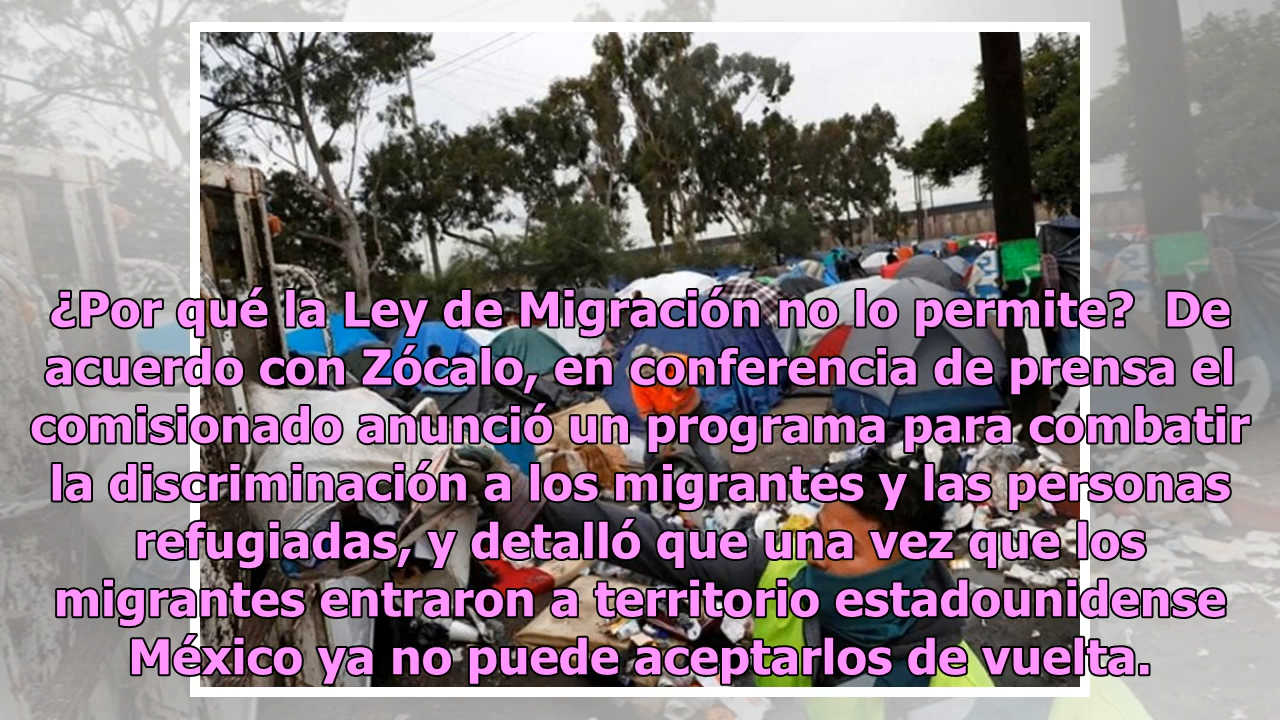 ¿Por qué la Ley de Migración no lo permite?  De
acuerdo con Zócalo, en conferencia de prensa el
comisionado anunció un programa para combatir
la discriminación a los migrantes y las personas
refugiadas, y detalló que una vez que los
migrantes entraron a territorio estadounidense
México ya no puede aceptarlos de vuelta.